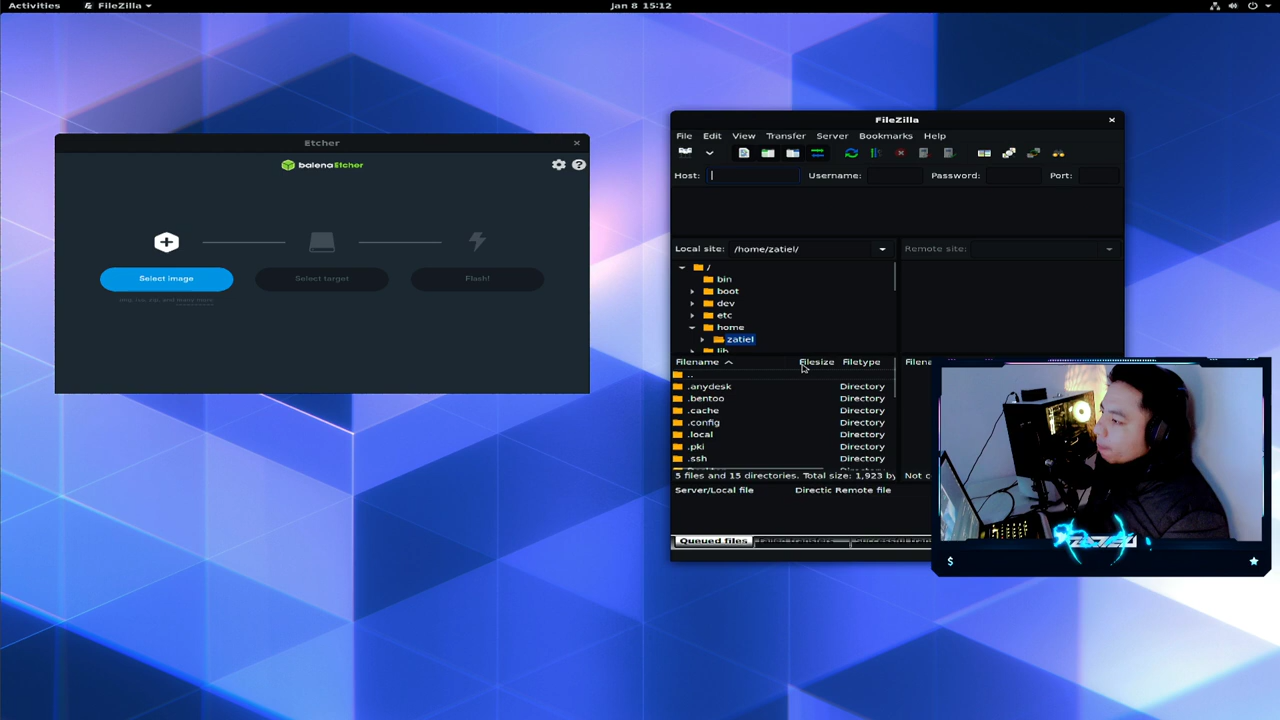 Activities FileZilla Jan 8 15:12
Etcher
balenaEtcher
Select image Select target Flash!
FileZilla
File Edit View Transfer Server Bookmarks Help
Host: Username: Password: Port:
Local site: /home/zatiel/ Remote site:
/
bin
boot
dev
etc
home
zatiel
lib
Filename Filesize Filetype Filena
..
.anydesk Directory
.bentoo Directory
.cache Directory
.config Directory
.local Directory
.pki Directory
.ssh Directory
5 files and 15 directories. Total size: 1,923 by Not c
Server/Local file Directic Remote file
Queued files
$